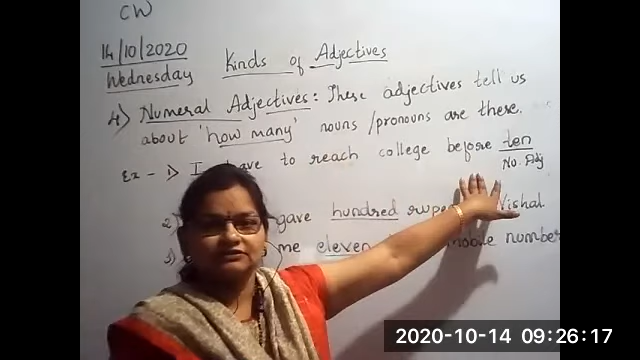 CW
14/10/2020
Wednesday
Kinds of Adjectives
4) Numeral Adjectives: These adjectives tell us
about 'how many' nouns/pronouns are these.
Ex - 1) I have to reach college before ten
No. Adj
2) gave hundred Vishal.
3) me eleven mobile number
2020-10-14 09:26:17